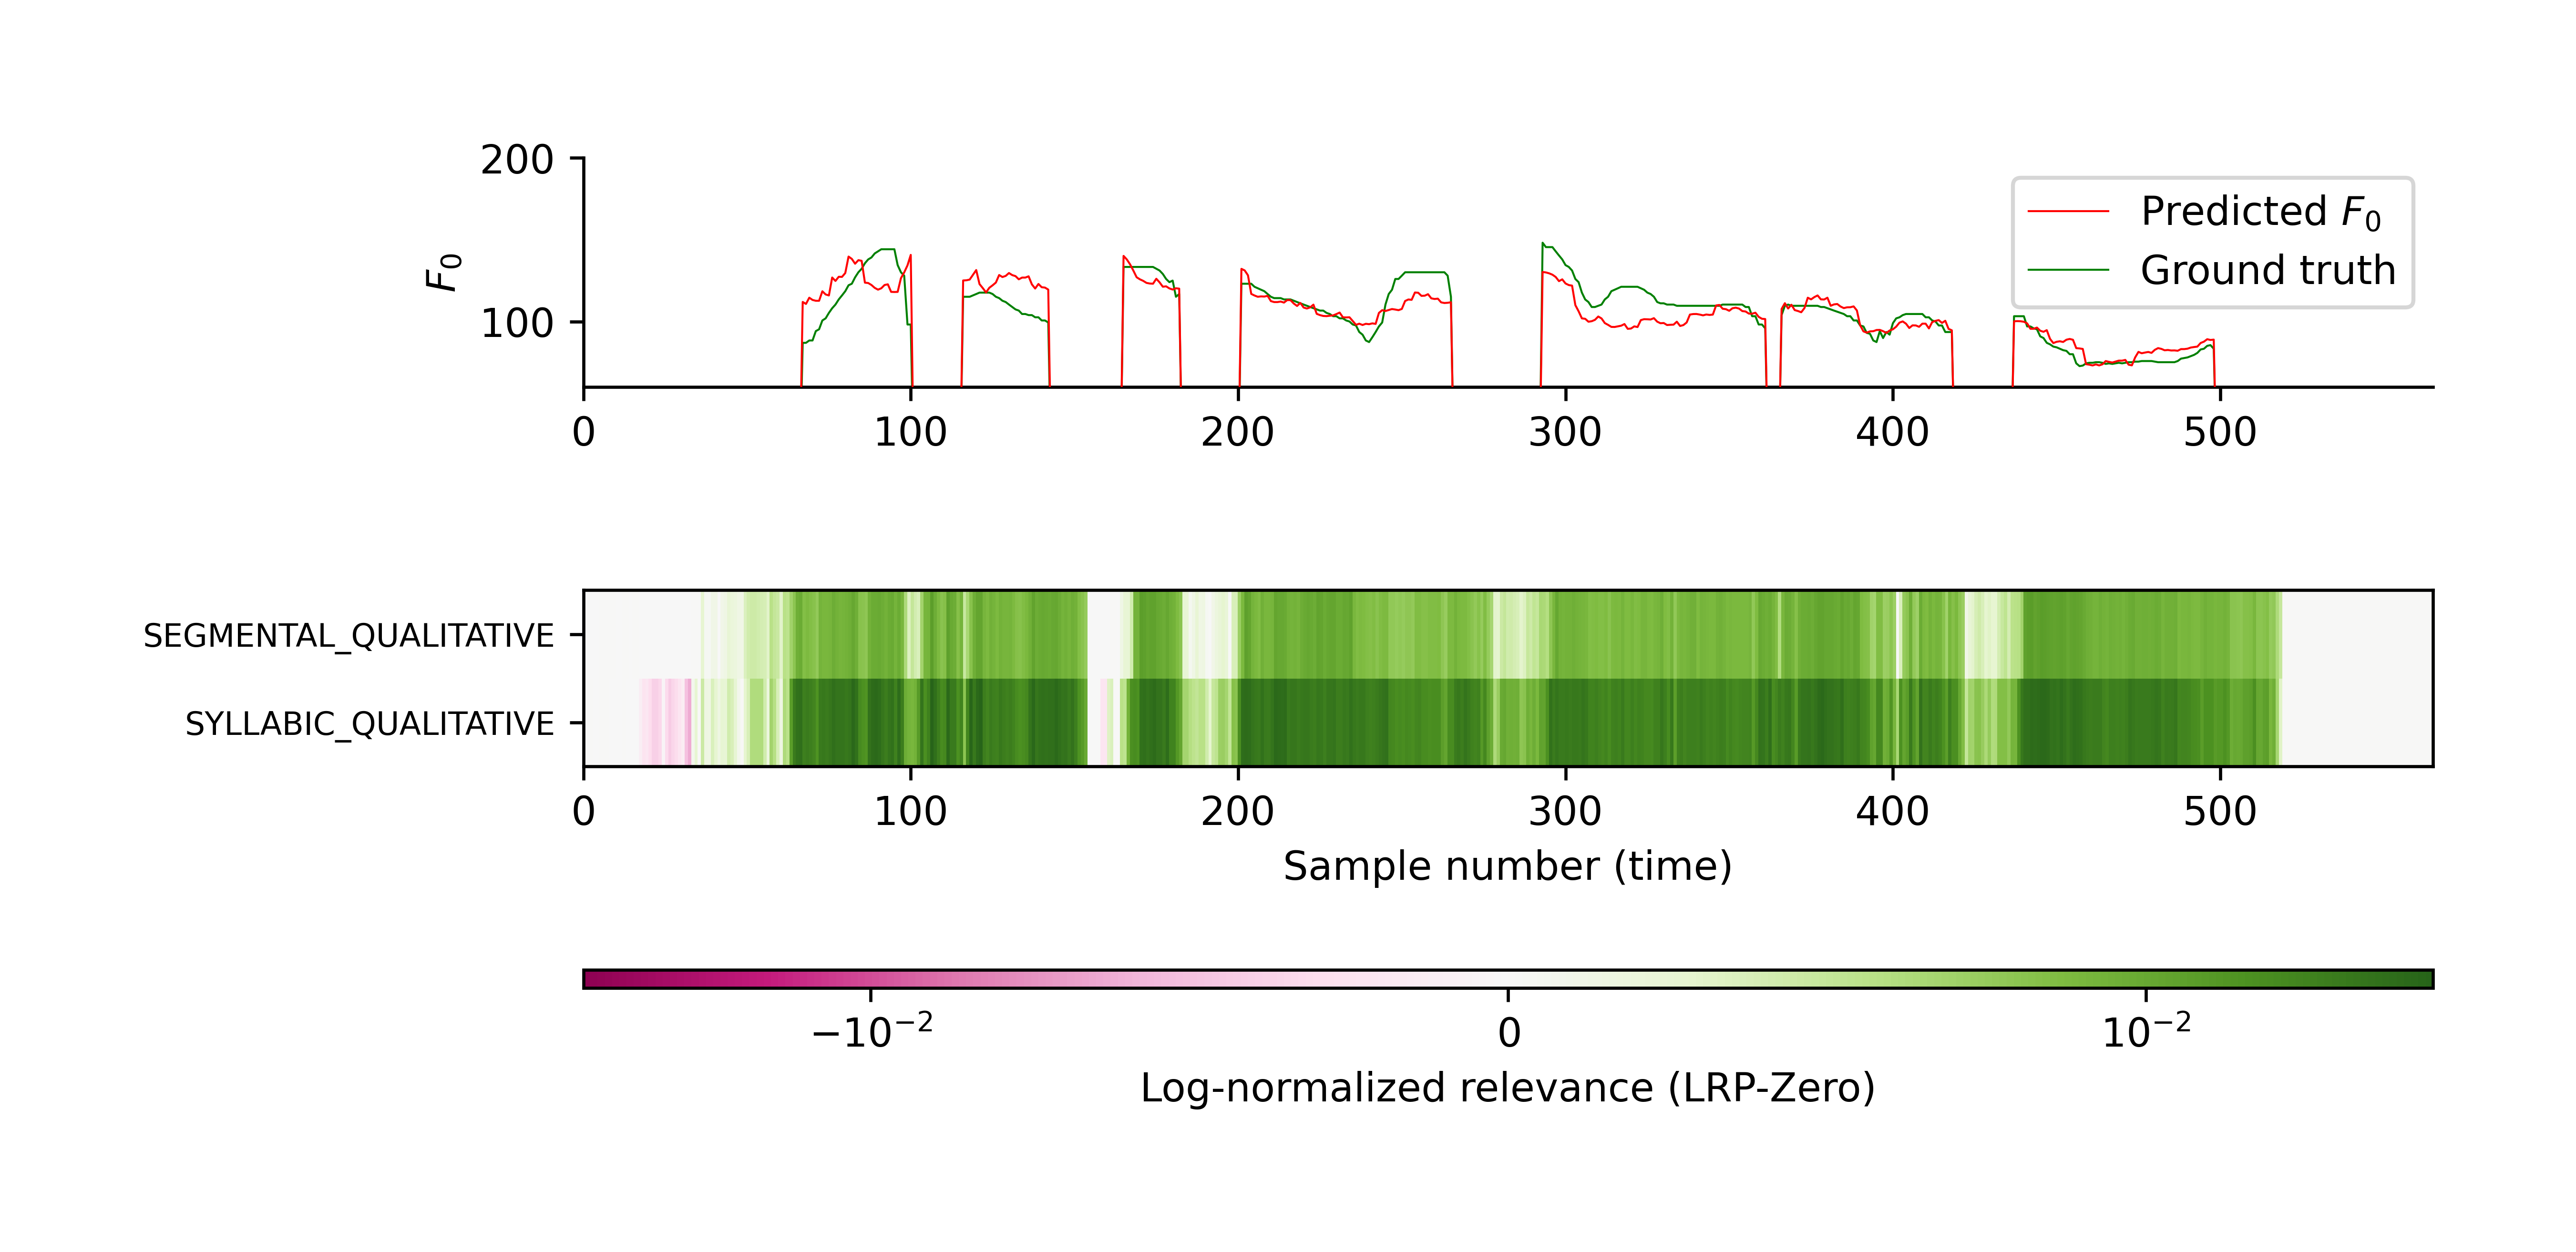 200
100
F₀
Predicted F₀
Ground truth
0 100 200 300 400 500
SEGMENTAL_QUALITATIVE
SYLLABIC_QUALITATIVE
0 100 200 300 400 500
Sample number (time)
−10⁻² 0 10⁻²
Log-normalized relevance (LRP-Zero)